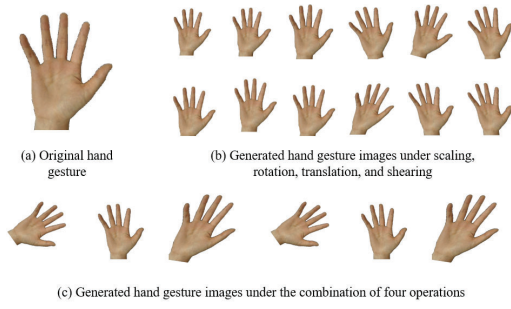 (a) Original hand
gesture
(b) Generated hand gesture images under scaling,
rotation, translation, and shearing
(c) Generated hand gesture images under the combination of four operations